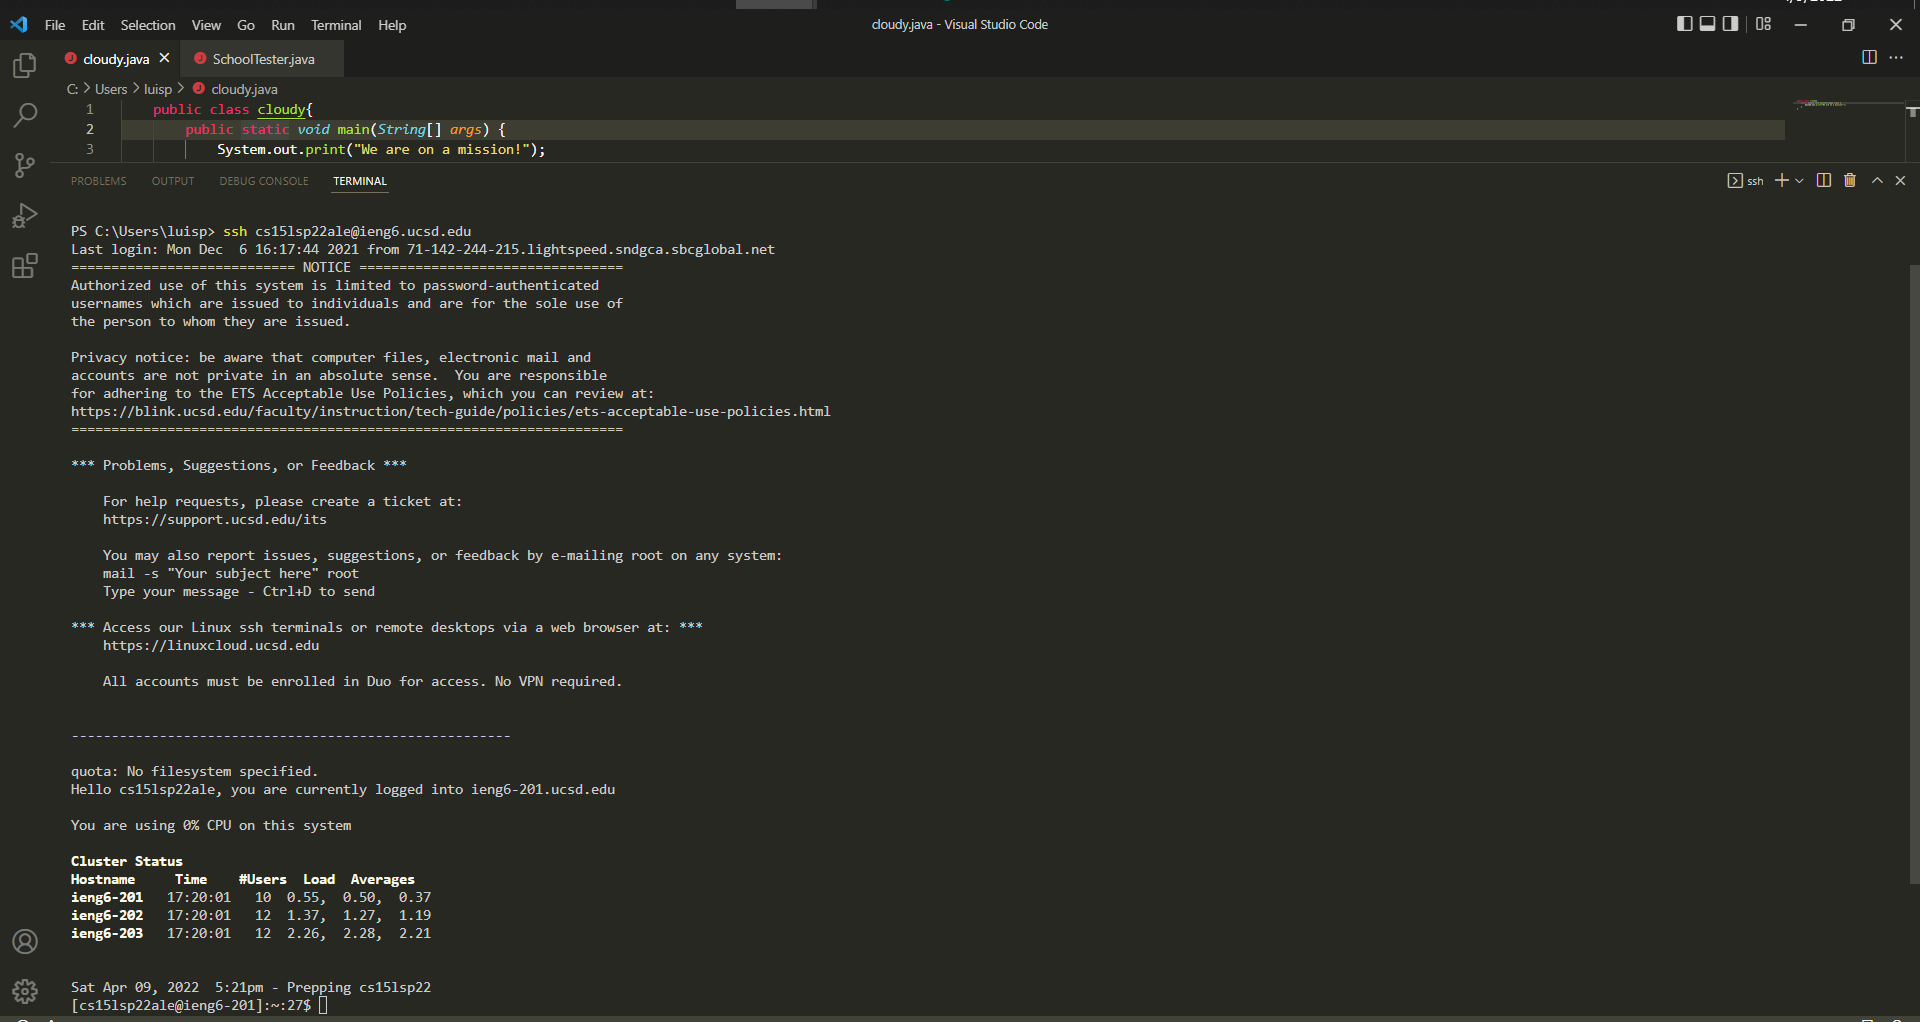 File Edit Selection View Go Run Terminal Help
cloudy.java - Visual Studio Code
cloudy.java SchoolTester.java
C: > Users > luisp > cloudy.java
1 public class cloudy{
2 public static void main(String[] args) {
3 System.out.print("We are on a mission!");
PROBLEMS OUTPUT DEBUG CONSOLE TERMINAL
ssh
PS C:\Users\luisp> ssh cs15lsp22ale@ieng6.ucsd.edu
Last login: Mon Dec  6 16:17:44 2021 from 71-142-244-215.lightspeed.sndgca.sbcglobal.net
============================ NOTICE =================================
Authorized use of this system is limited to password-authenticated
usernames which are issued to individuals and are for the sole use of
the person to whom they are issued.
Privacy notice: be aware that computer files, electronic mail and
accounts are not private in an absolute sense.  You are responsible
for adhering to the ETS Acceptable Use Policies, which you can review at:
https://blink.ucsd.edu/faculty/instruction/tech-guide/policies/ets-acceptable-use-policies.html
=====================================================================
*** Problems, Suggestions, or Feedback ***
For help requests, please create a ticket at:
https://support.ucsd.edu/its
You may also report issues, suggestions, or feedback by e-mailing root on any system:
mail -s "Your subject here" root
Type your message - Ctrl+D to send
*** Access our Linux ssh terminals or remote desktops via a web browser at: ***
https://linuxcloud.ucsd.edu
All accounts must be enrolled in Duo for access. No VPN required.
-------------------------------------------------------
quota: No filesystem specified.
Hello cs15lsp22ale, you are currently logged into ieng6-201.ucsd.edu
You are using 0% CPU on this system
Cluster Status
Hostname     Time    #Users  Load  Averages
ieng6-201   17:20:01   10  0.55,  0.50,  0.37
ieng6-202   17:20:01   12  1.37,  1.27,  1.19
ieng6-203   17:20:01   12  2.26,  2.28,  2.21
Sat Apr 09, 2022  5:21pm - Prepping cs15lsp22
[cs15lsp22ale@ieng6-201]:~:27$